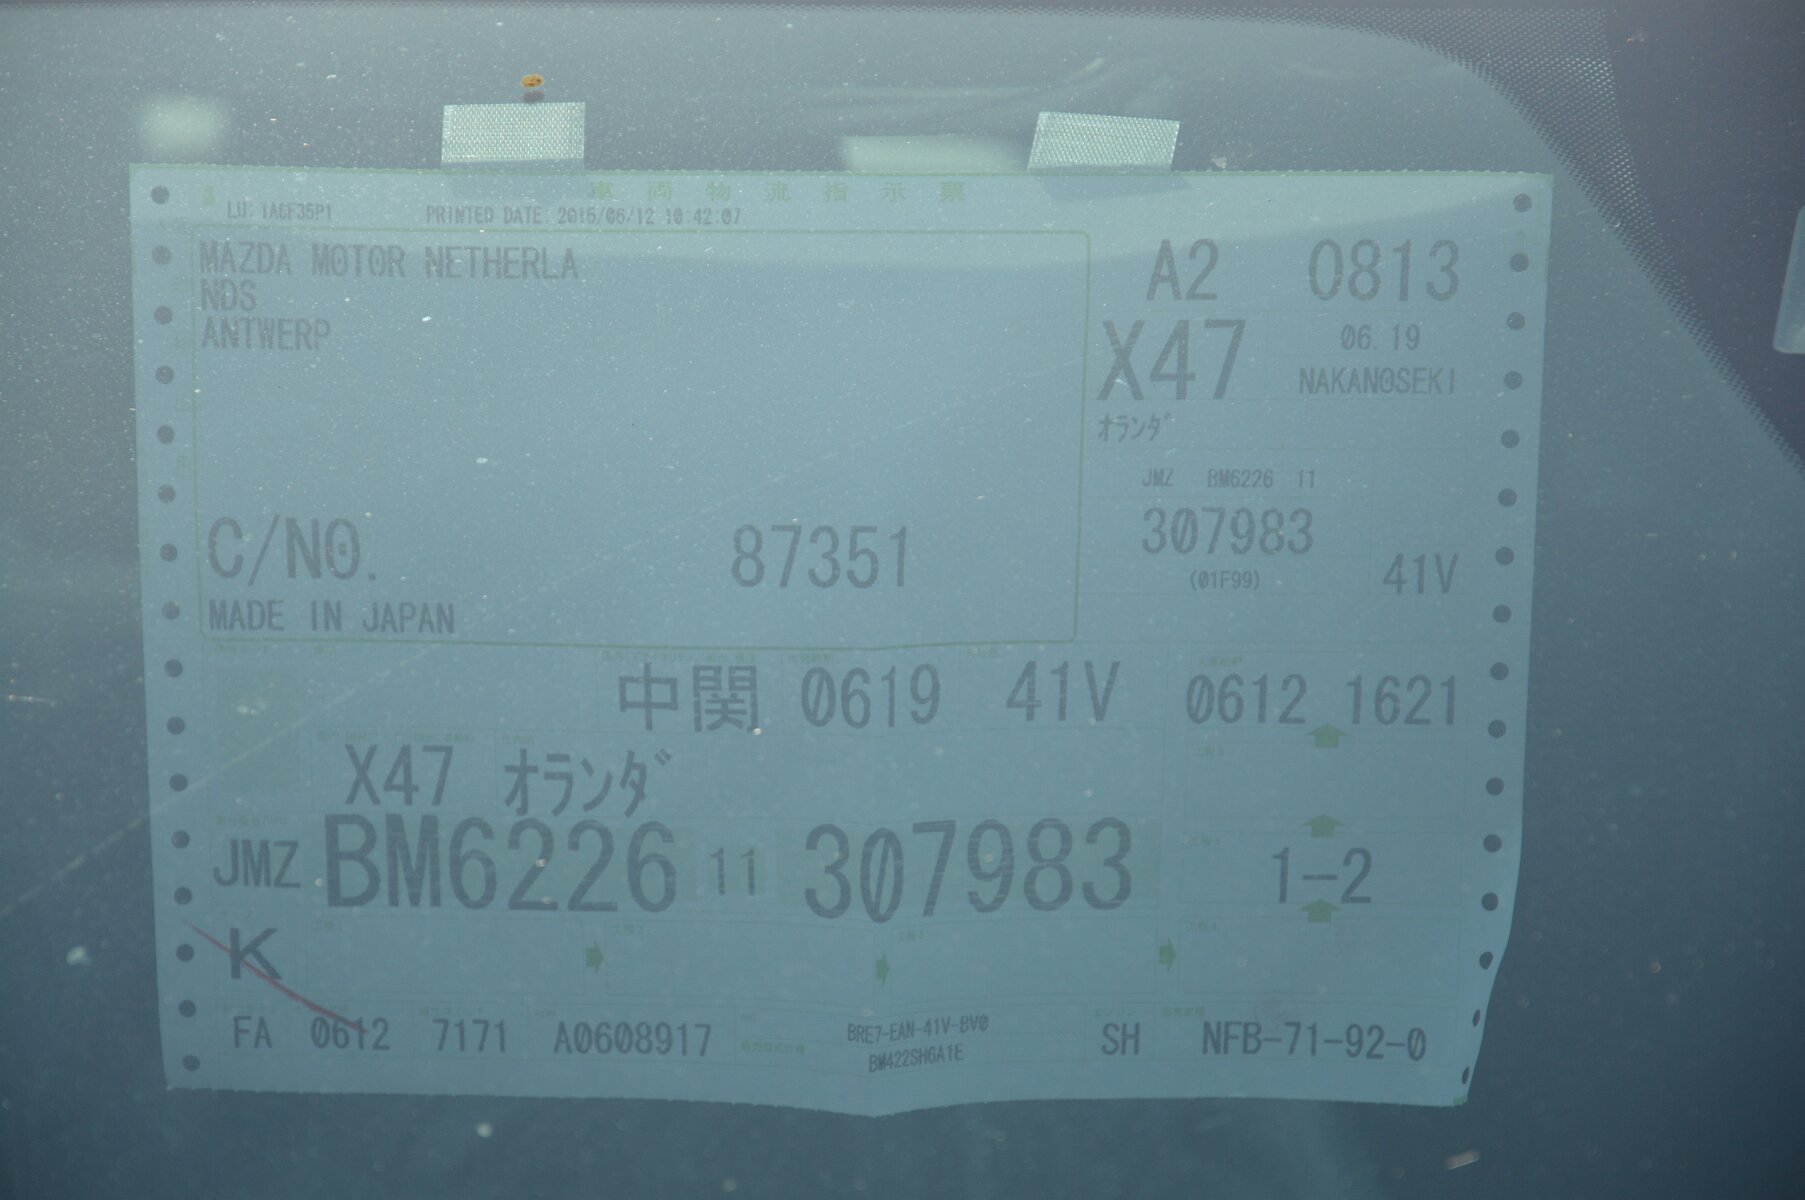 車両物流指示票
LU: 1A6F35P1 PRINTED DATE: 2015/06/12 10:42:07
MAZDA MOTOR NETHERLA
NDS
ANTWERP
C/NO. 87351
MADE IN JAPAN
A2 0813
X47 06.19
NAKANOSEKI
オランダ
JMZ BM6226 11
307983
(01F99) 41V
中関 0619 41V 0612 1621
X47 オランダ
JMZ BM6226 11 307983 1-2
K
FA 0612 7171 A0608917 BRE7-EAN-41V-BV0 SH NFB-71-92-0
BM422SHGA1E